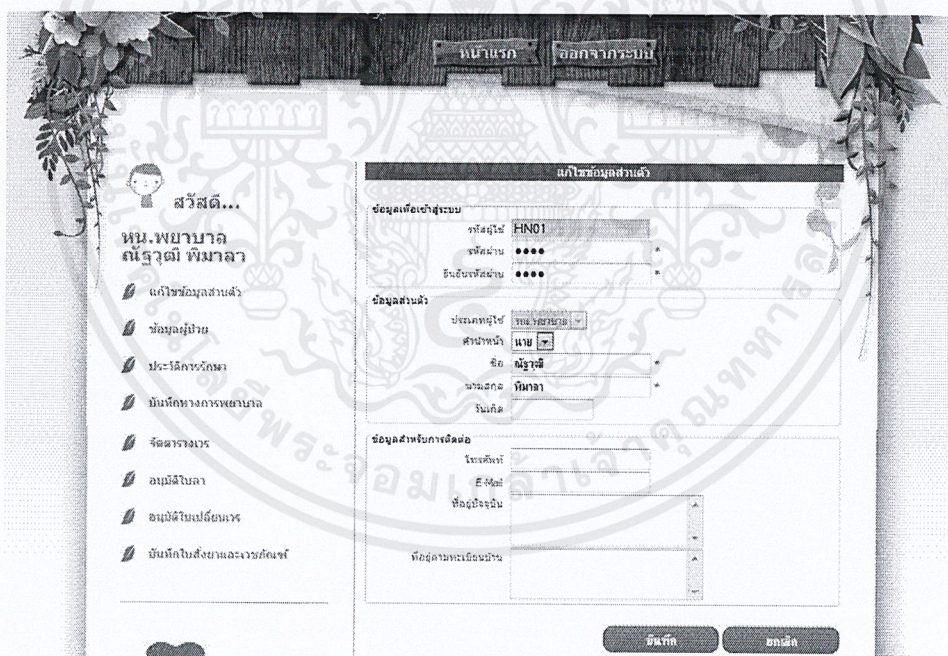 หน้าแรก ออกจากระบบ
แก้ไขข้อมูลส่วนตัว
สวัสดี...
หน.พยาบาล
ณัฐวุฒิ พิมาลา
แก้ไขข้อมูลส่วนตัว
ข้อมูลผู้ป่วย
ประวัติการรักษา
บันทึกทางการพยาบาล
จัดตารางเวร
อนุมัติใบลา
อนุมัติใบเปลี่ยนเวร
บันทึกใบสั่งยาและเวชภัณฑ์
ข้อมูลเพื่อเข้าสู่ระบบ
รหัสผู้ใช้ HN01
รหัสผ่าน •••• *
ยืนยันรหัสผ่าน •••• *
ข้อมูลส่วนตัว
ประเภทผู้ใช้ หน.พยาบาล
คำนำหน้า นาย
ชื่อ ณัฐวุฒิ *
นามสกุล พิมาลา *
วันเกิด
ข้อมูลสำหรับการติดต่อ
โทรศัพท์
E-Mail
ที่อยู่ปัจจุบัน
ที่อยู่ตามทะเบียนบ้าน
บันทึก ยกเลิก